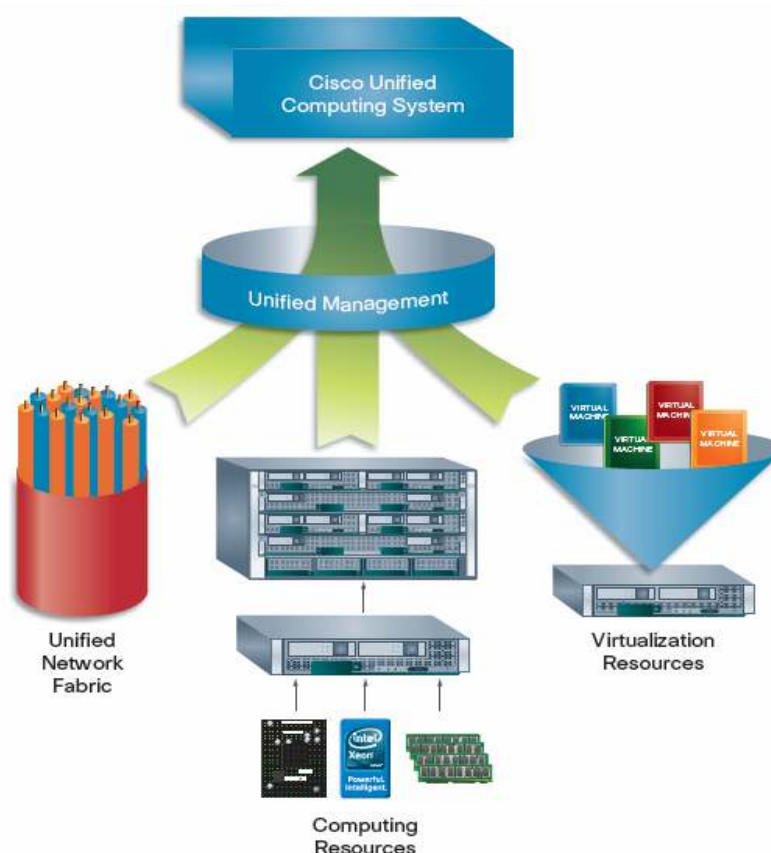 Cisco Unified
Computing System
Unified Management
VIRTUAL
MACHINE
VIRTUAL
MACHINE
VIRTUAL
MACHINE
VIRTUAL
MACHINE
Unified
Network
Fabric
Virtualization
Resources
intel
Xeon
Powerful.
Intelligent.
Computing
Resources